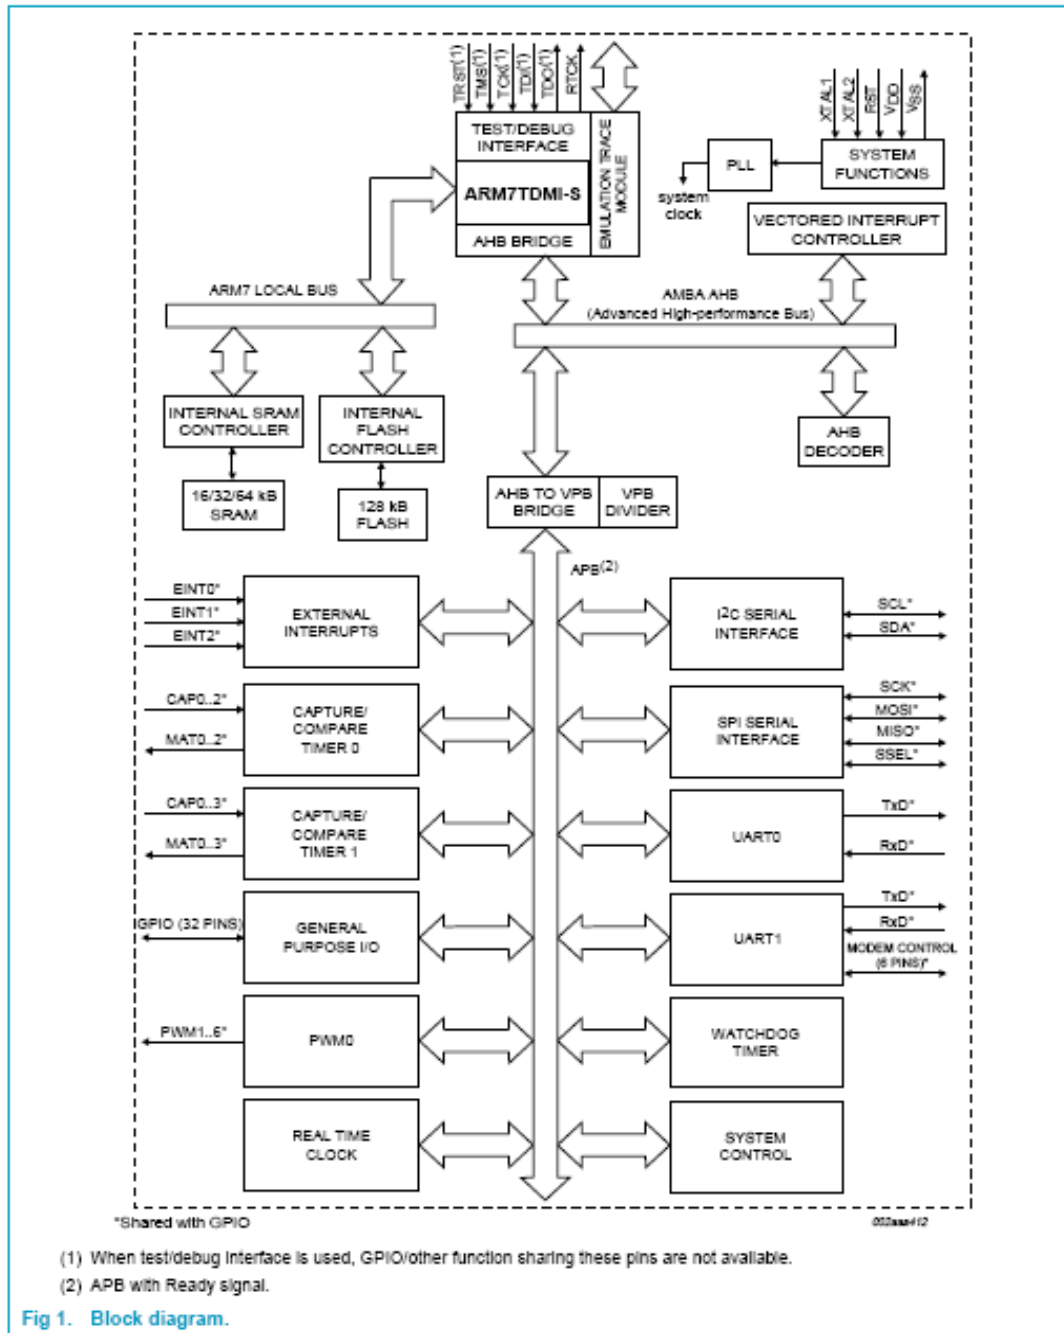 TRST(1)
TMS(1)
TCK(1)
TDI(1)
TDO(1)
RTCK
XTAL1
XTAL2
RST
VDD
VSS
TEST/DEBUG
INTERFACE
EMULATION TRACE
MODULE
PLL
SYSTEM
FUNCTIONS
ARM7TDMI-S
system
clock
VECTORED INTERRUPT
CONTROLLER
AHB BRIDGE
ARM7 LOCAL BUS
AMBA AHB
(Advanced High-performance Bus)
INTERNAL SRAM
CONTROLLER
INTERNAL
FLASH
CONTROLLER
AHB
DECODER
16/32/64 kB
SRAM
128 kB
FLASH
AHB TO VPB
BRIDGE
VPB
DIVIDER
APB(2)
EINT0*
EINT1*
EINT2*
EXTERNAL
INTERRUPTS
I2C SERIAL
INTERFACE
SCL*
SDA*
CAP0..2*
MAT0..2*
CAPTURE/
COMPARE
TIMER 0
SPI SERIAL
INTERFACE
SCK*
MOSI*
MISO*
SSEL*
CAP0..3*
MAT0..3*
CAPTURE/
COMPARE
TIMER 1
UART0
TxD*
RxD*
GPIO (32 PINS)
GENERAL
PURPOSE I/O
UART1
TxD*
RxD*
MODEM CONTROL
(6 PINS)*
PWM1..6*
PWM0
WATCHDOG
TIMER
REAL TIME
CLOCK
SYSTEM
CONTROL
*Shared with GPIO
002aaa412
(1) When test/debug interface is used, GPIO/other function sharing these pins are not available.
(2) APB with Ready signal.
Fig 1. Block diagram.